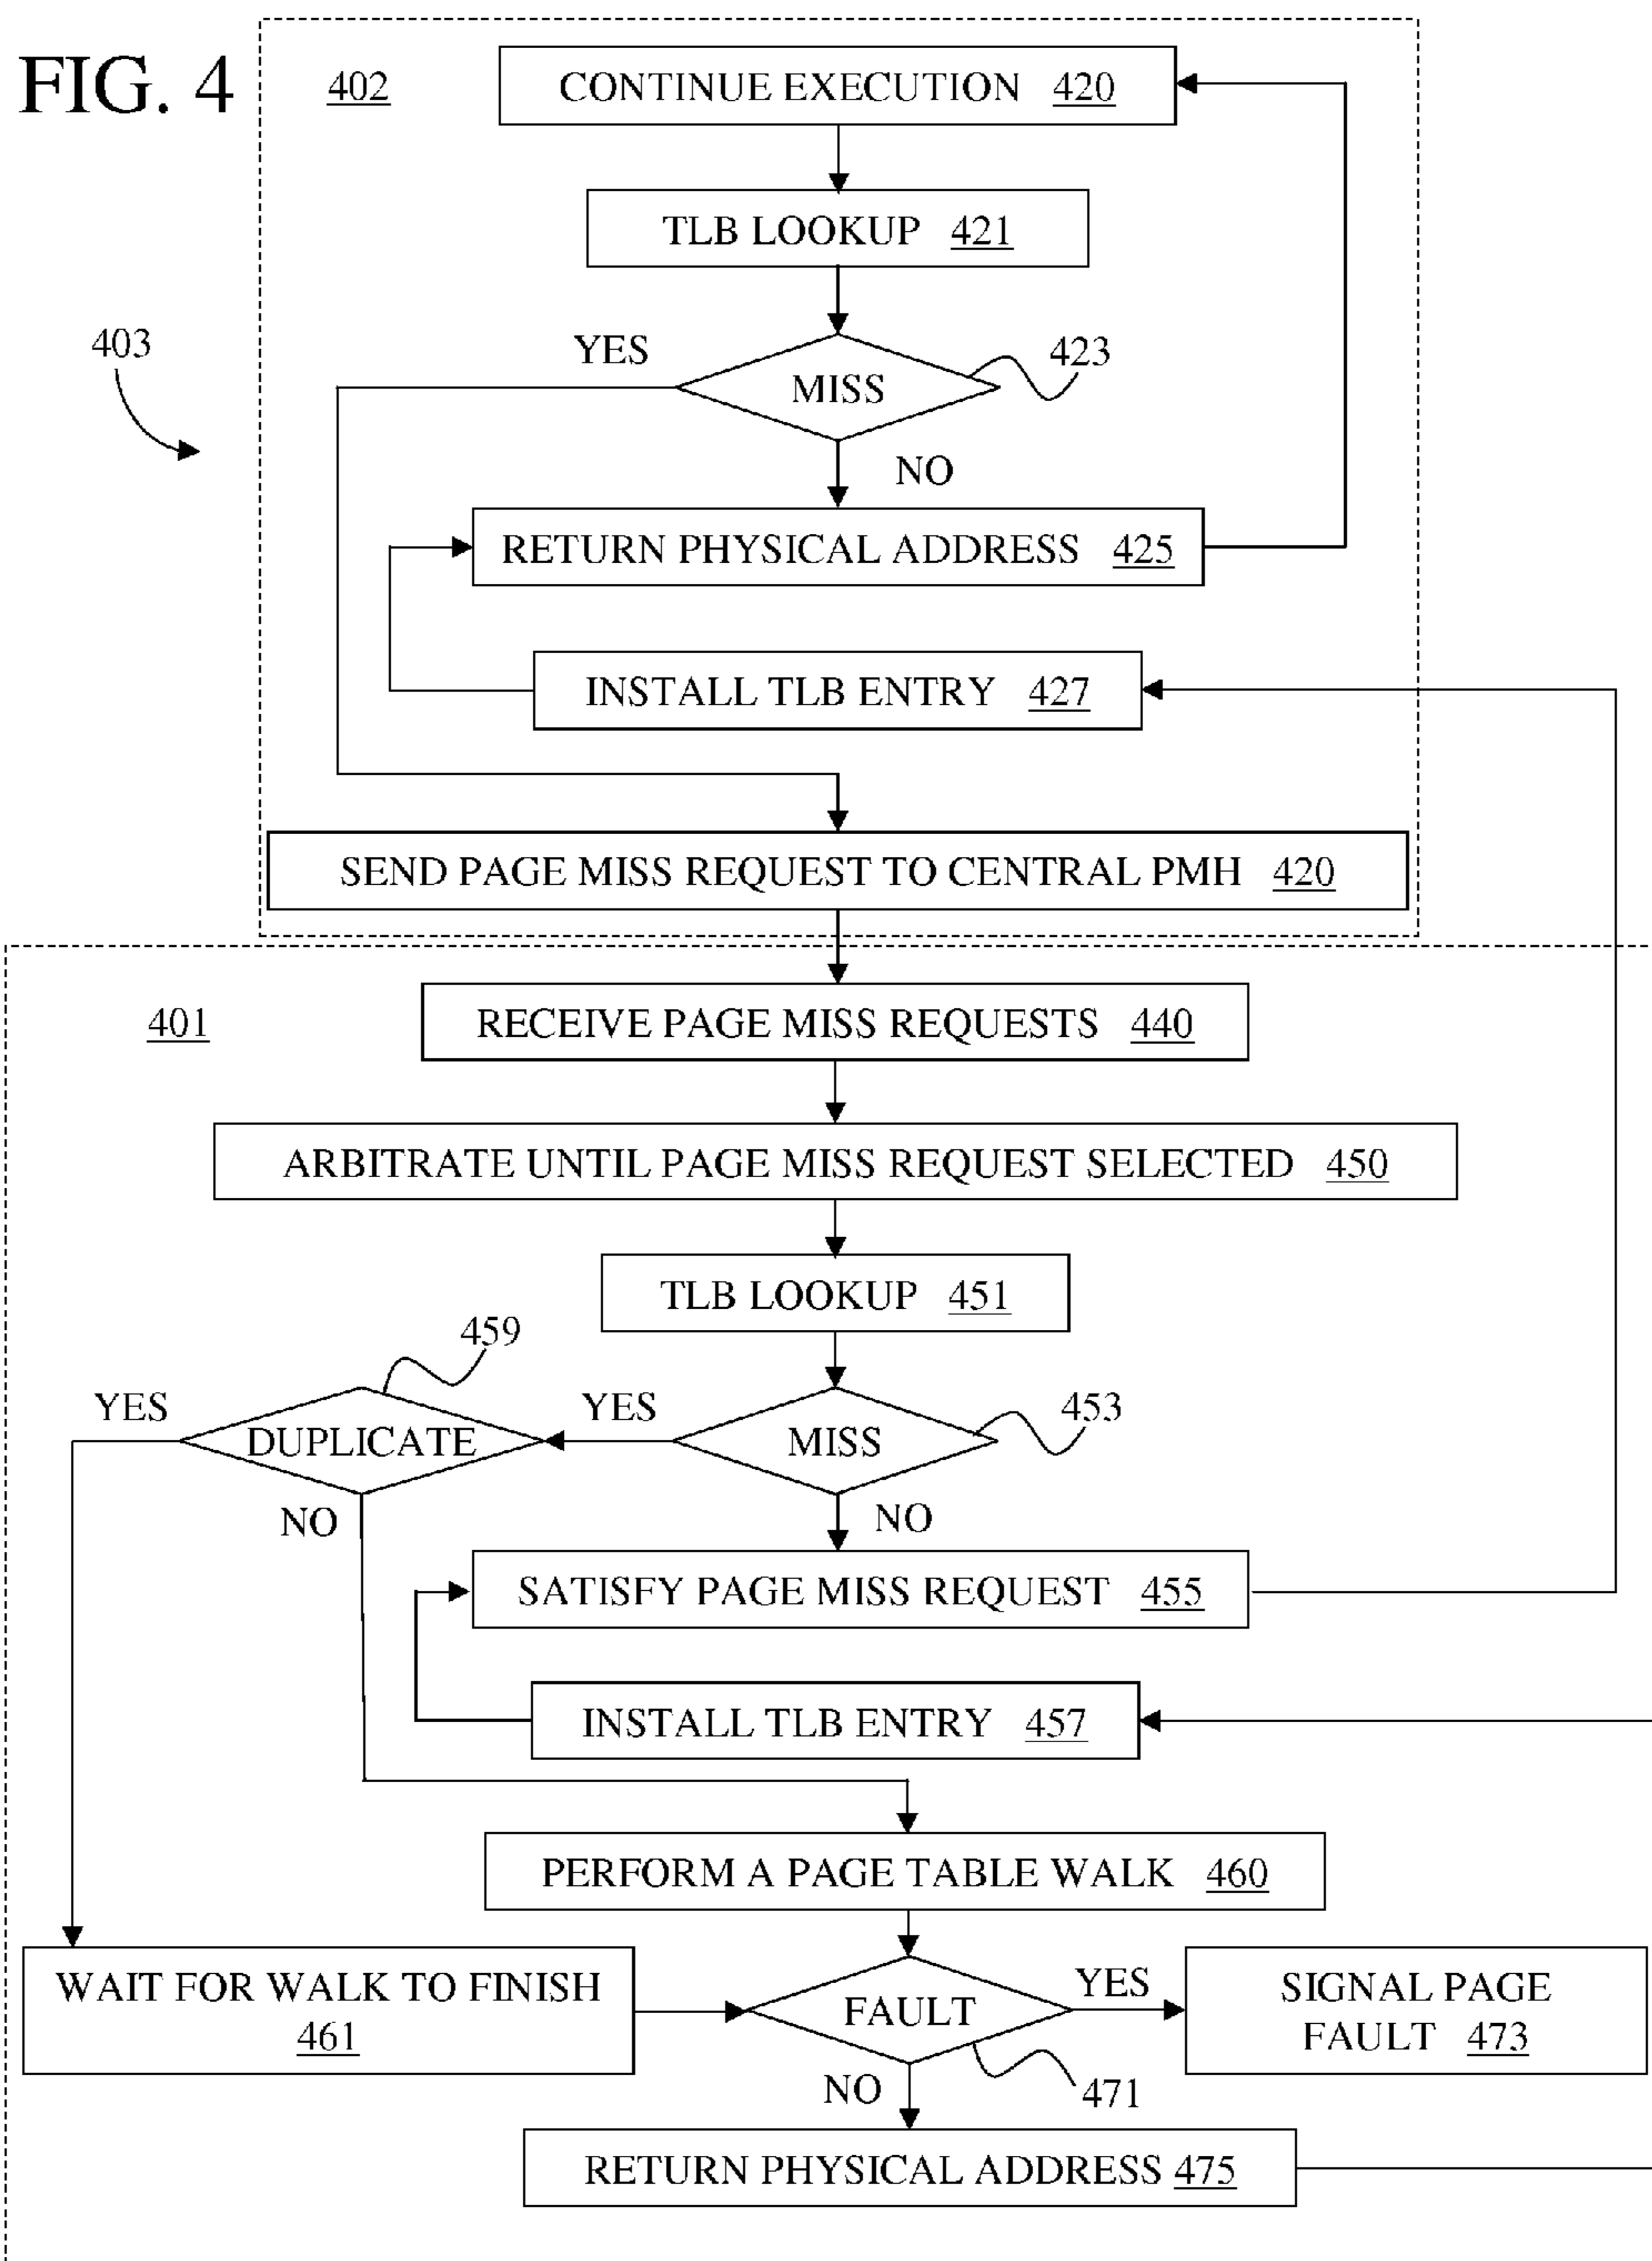 FIG. 4
402
CONTINUE EXECUTION 420
TLB LOOKUP 421
403
YES
423
MISS
NO
RETURN PHYSICAL ADDRESS 425
INSTALL TLB ENTRY 427
SEND PAGE MISS REQUEST TO CENTRAL PMH 420
401
RECEIVE PAGE MISS REQUESTS 440
ARBITRATE UNTIL PAGE MISS REQUEST SELECTED 450
TLB LOOKUP 451
459
YES
YES
453
DUPLICATE
MISS
NO
NO
SATISFY PAGE MISS REQUEST 455
INSTALL TLB ENTRY 457
PERFORM A PAGE TABLE WALK 460
WAIT FOR WALK TO FINISH
461
FAULT
YES
SIGNAL PAGE
FAULT 473
NO
471
RETURN PHYSICAL ADDRESS 475